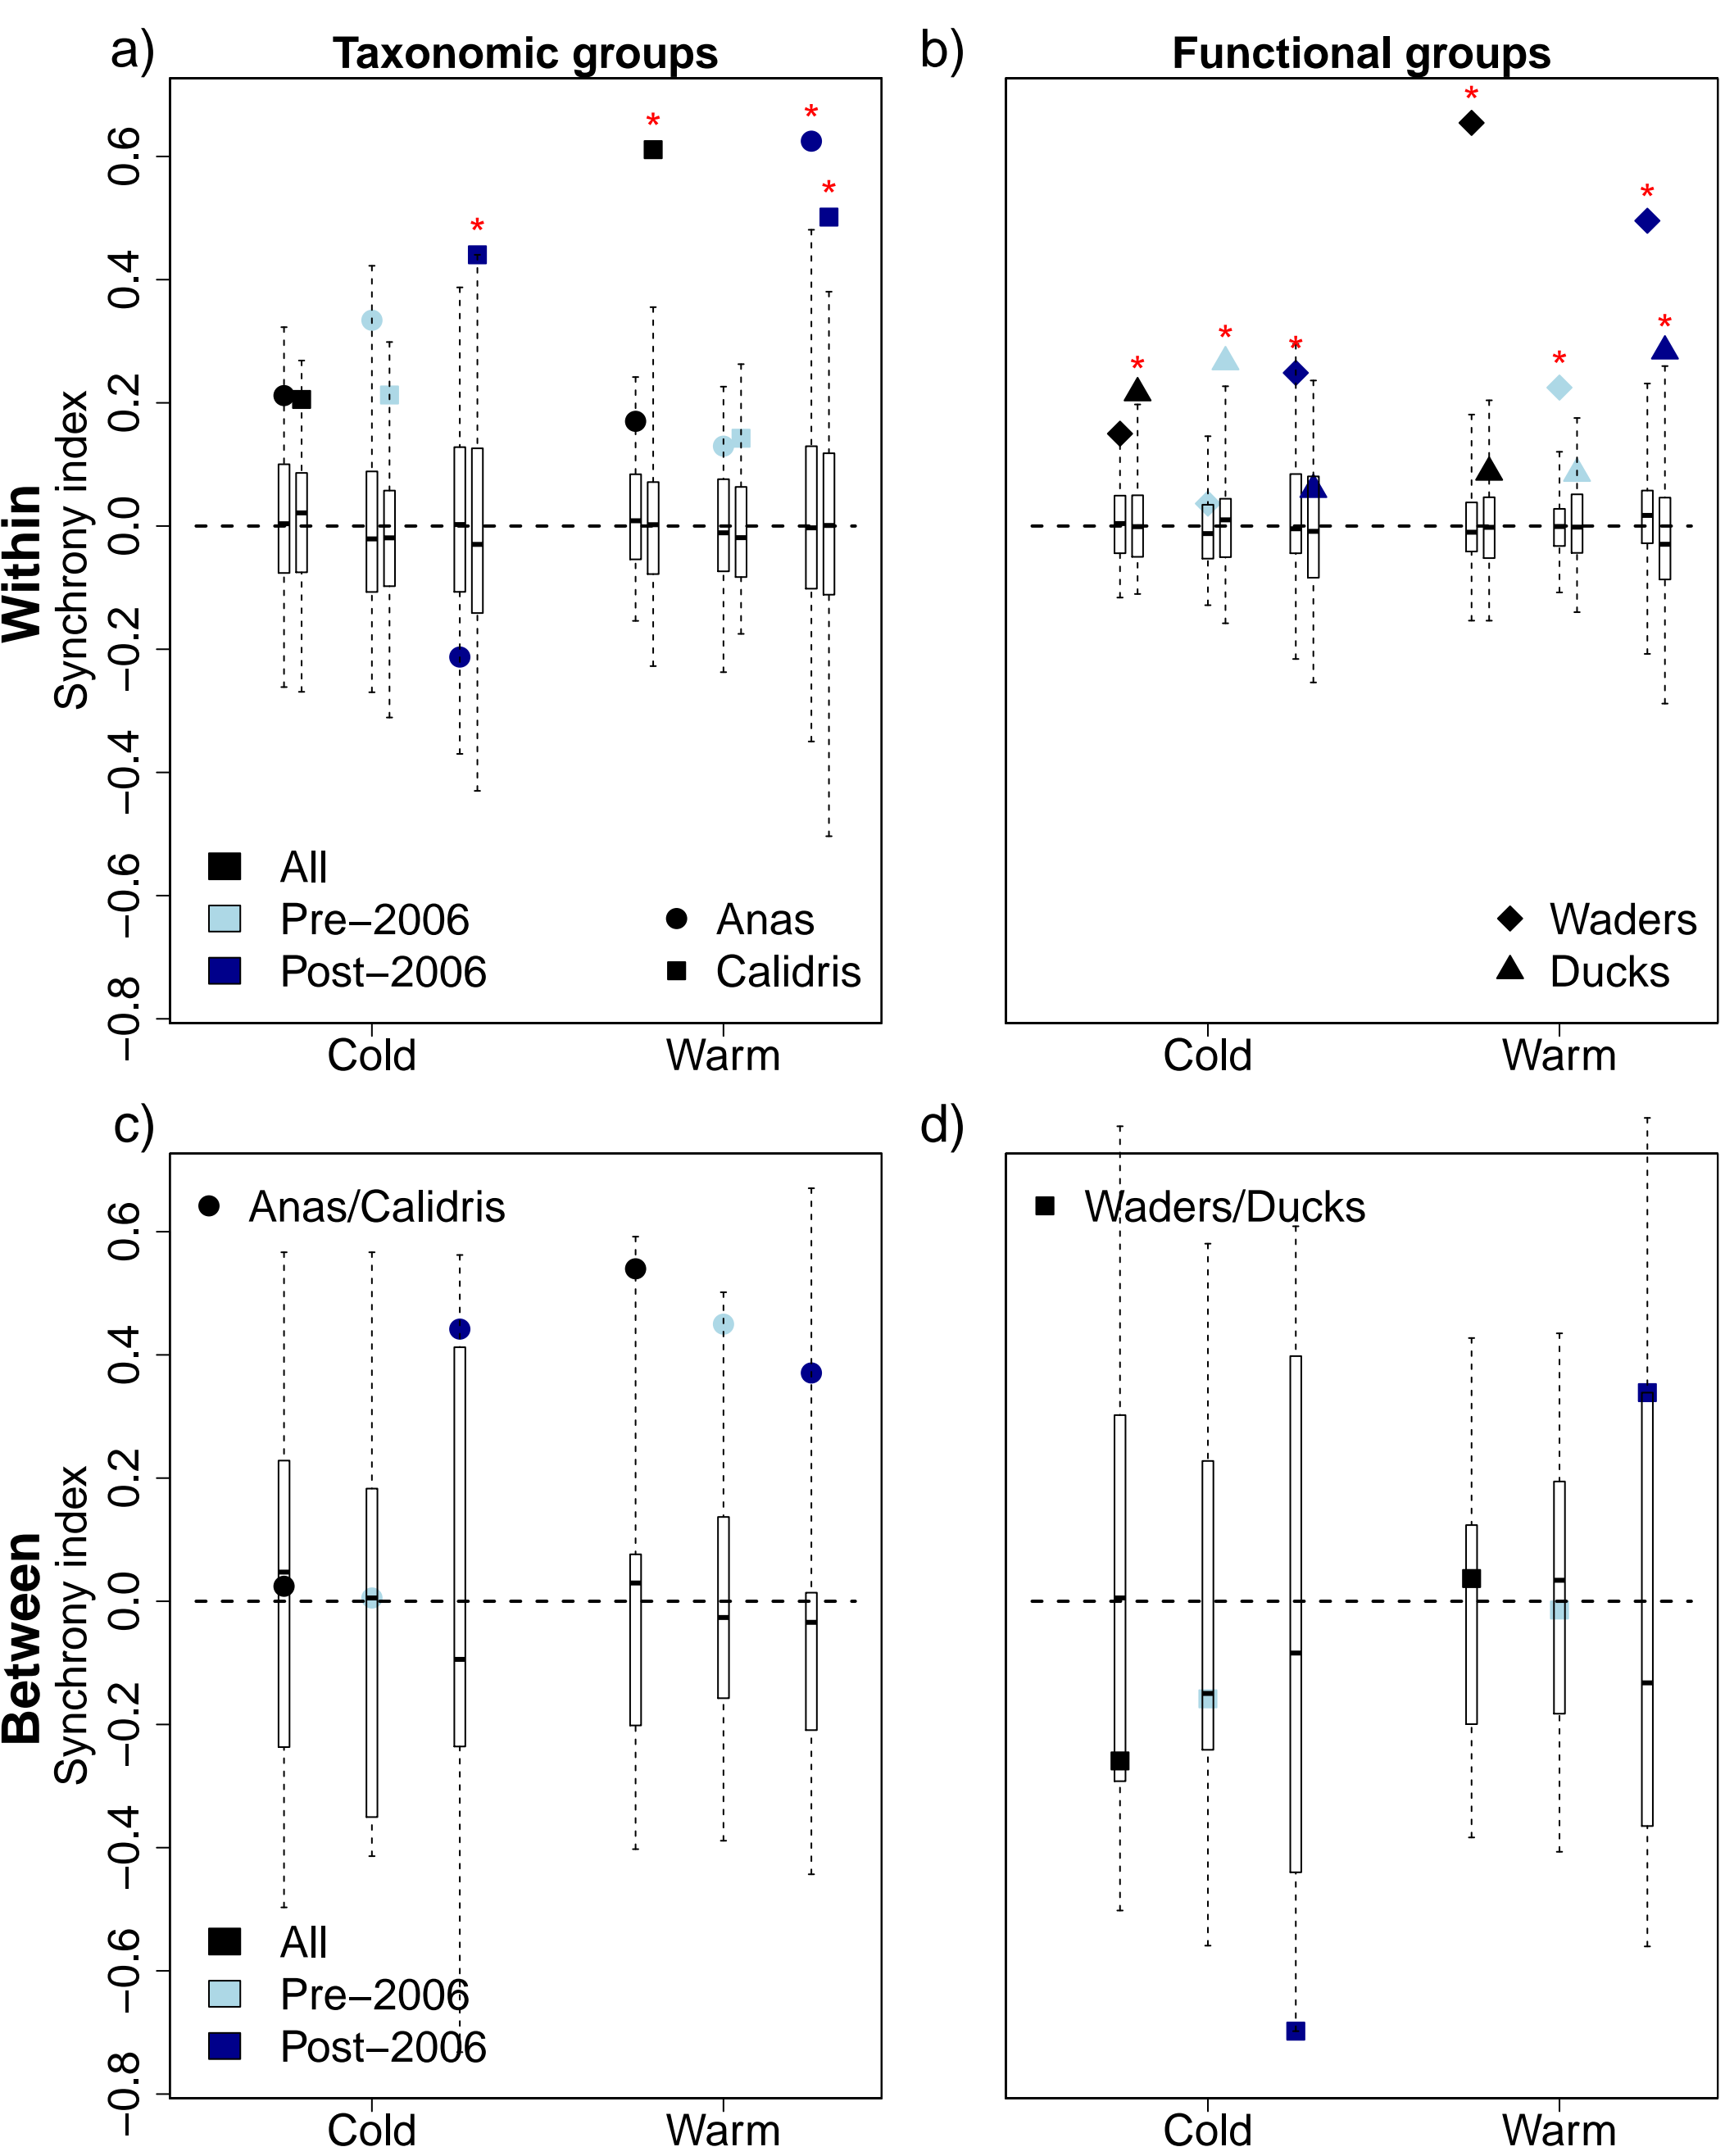 a) Taxonomic groups
b) Functional groups
Within
Synchrony index
0.6
0.4
0.2
0.0
−0.2
−0.4
−0.6
−0.8
* * * *
* * * * * * *
All
Pre−2006
Post−2006
Anas
Calidris
Waders
Ducks
Cold Warm
Cold Warm
c)
d)
Between
Synchrony index
0.6
0.4
0.2
0.0
−0.2
−0.4
−0.6
−0.8
Anas/Calidris
Waders/Ducks
All
Pre−2006
Post−2006
Cold Warm
Cold Warm